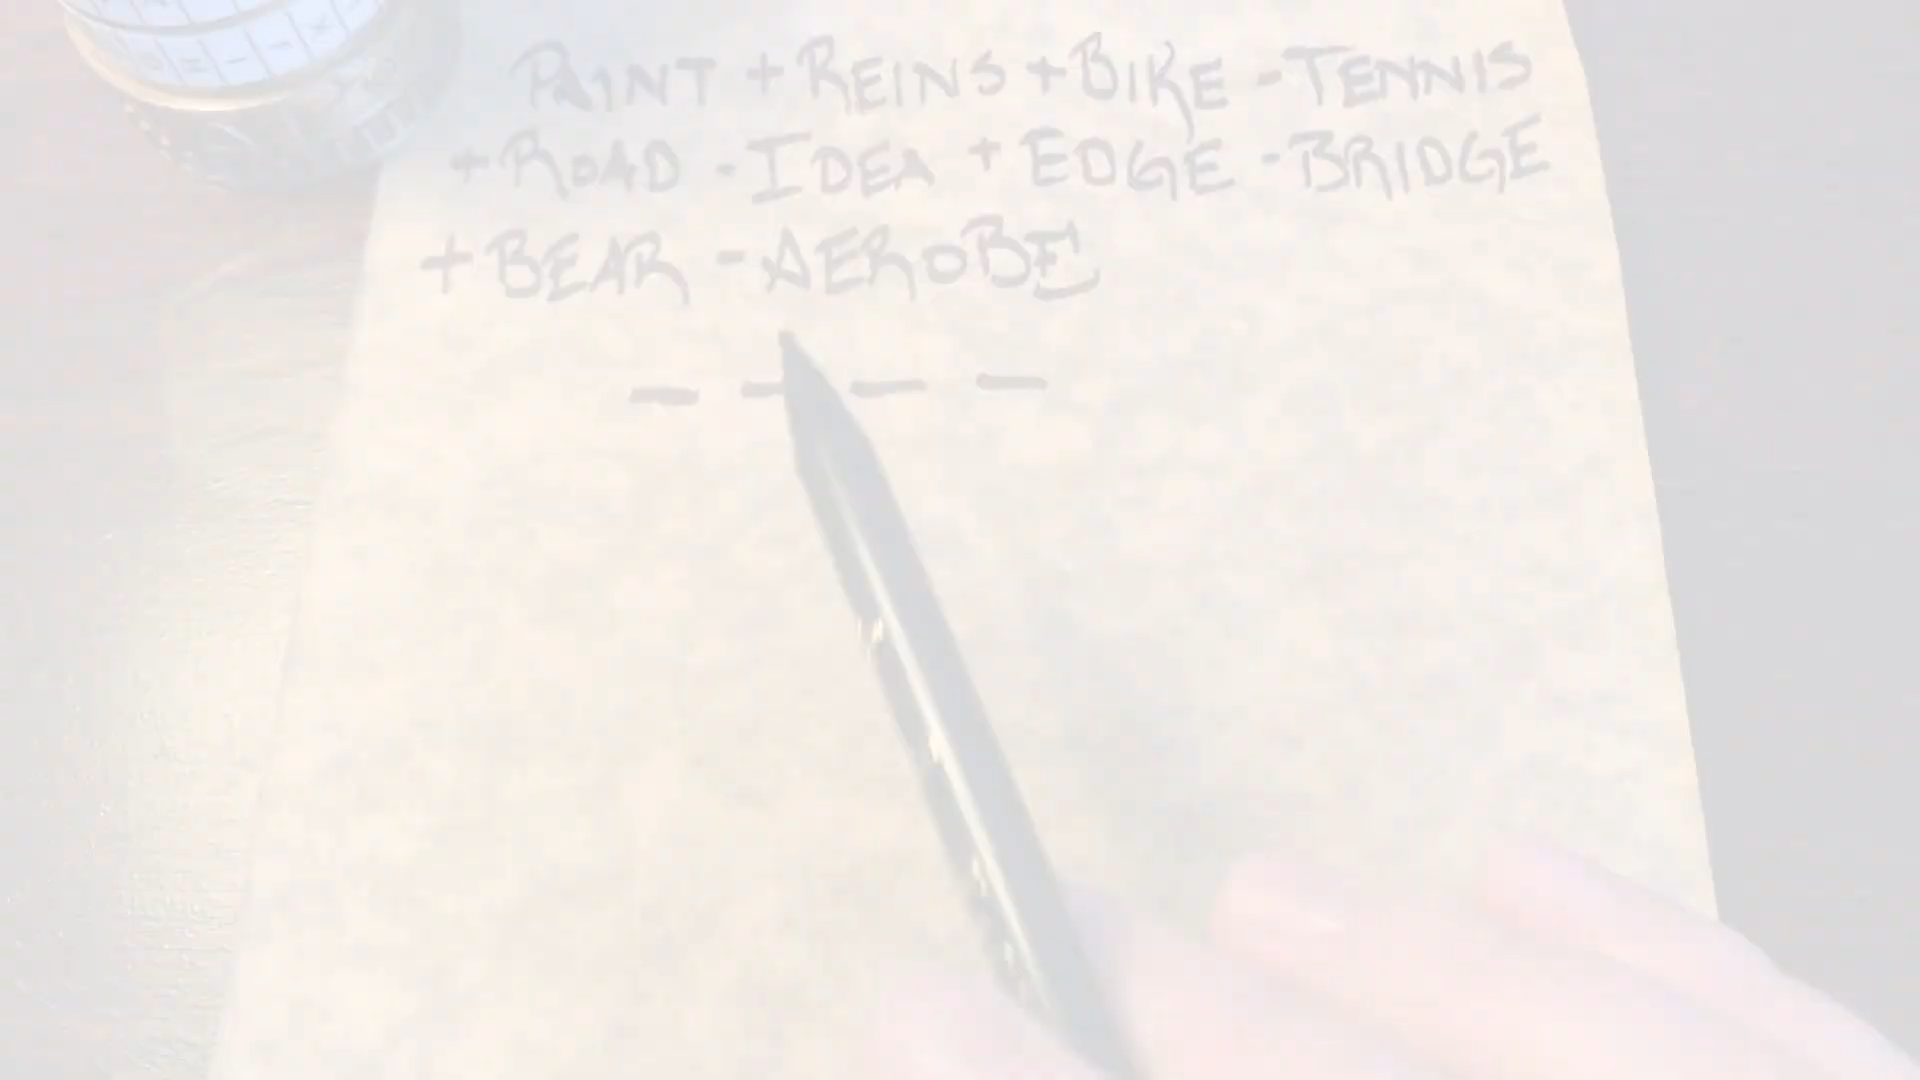 PAINT + REINS + BIKE - TENNIS
+ ROAD - IDEA + EDGE - BRIDGE
+ BEAR - AEROBE
_ _ _ _